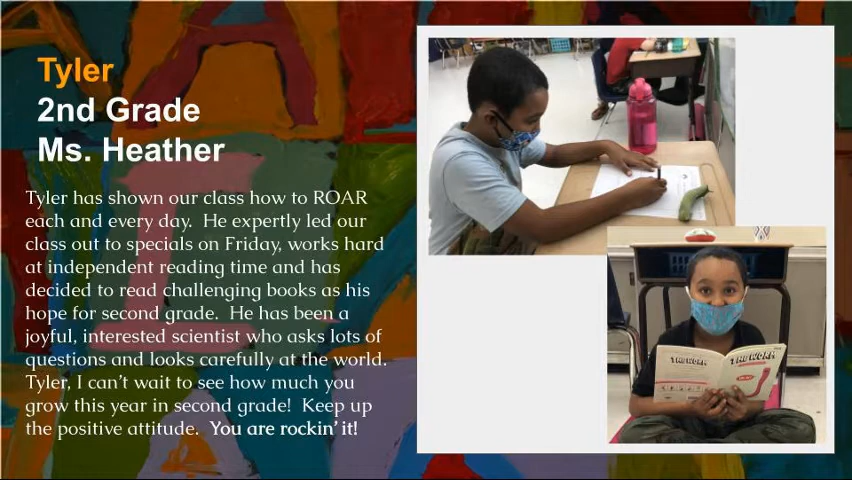 Tyler
2nd Grade
Ms. Heather
Tyler has shown our class how to ROAR
each and every day.  He expertly led our
class out to specials on Friday, works hard
at independent reading time and has
decided to read challenging books as his
hope for second grade.  He has been a
joyful, interested scientist who asks lots of
questions and looks carefully at the world.
Tyler, I can't wait to see how much you
grow this year in second grade!  Keep up
the positive attitude.  You are rockin' it!
THE WORM
THE WORM